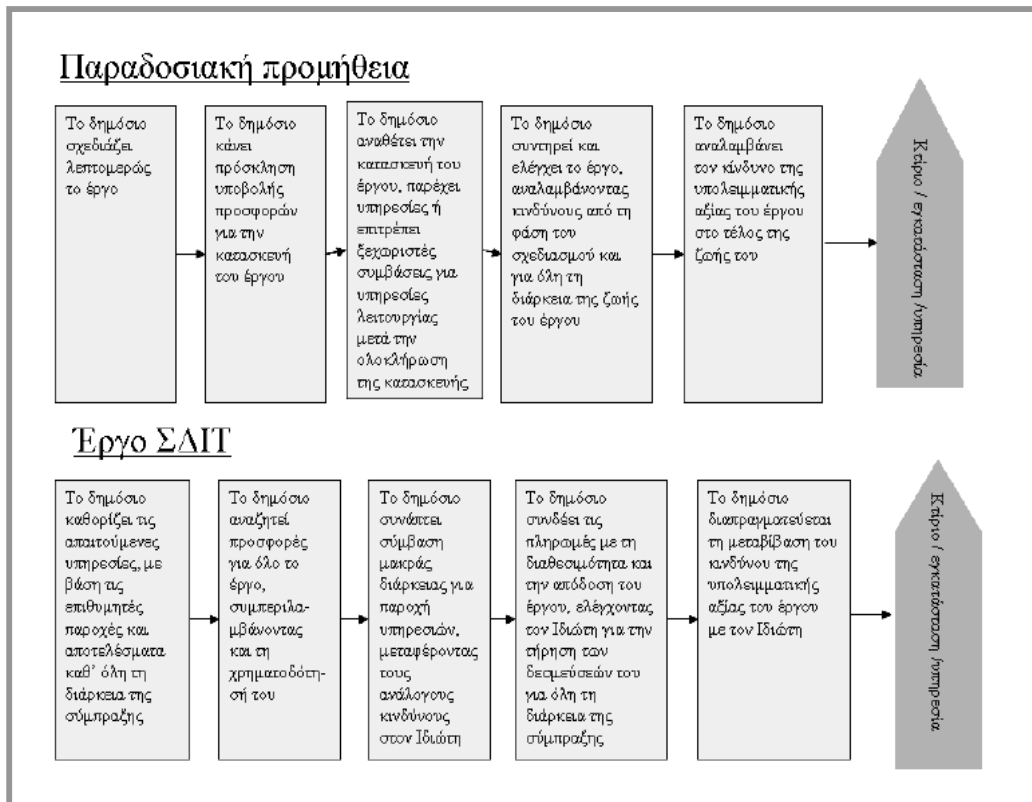 Παραδοσιακή προμήθεια
Το δημόσιο
σχεδιάζει
λεπτομερώς
το έργο
Το δημόσιο
κάνει
πρόσκληση
υποβολής
προσφορών
για την
κατασκευή
του έργου
Το δημόσιο
αναθέτει την
κατασκευή του
έργου, παρέχει
υπηρεσίες ή
επιτρέπει
ξεχωριστές
συμβάσεις για
υπηρεσίες
λειτουργίας
μετά την
ολοκλήρωση
της κατασκευής
Το δημόσιο
συντηρεί και
ελέγχει το έργο,
αναλαμβάνοντας
κινδύνους από τη
φάση του
σχεδιασμού και
για όλη τη
διάρκεια της ζωής
του έργου
Το δημόσιο
αναλαμβάνει
τον κίνδυνο της
υπολειμματικής
αξίας του έργου
στο τέλος της
ζωής του
Κτίριο / εγκατάσταση /υπηρεσία
Έργο ΣΔΙΤ
Το δημόσιο
καθορίζει τις
απαιτούμενες
υπηρεσίες, με
βάση τις
επιθυμητές
παροχές και
αποτελέσματα
καθ' όλη τη
διάρκεια της
σύμπραξης
Το δημόσιο
αναζητεί
προσφορές
για όλο το
έργο,
συμπεριλα-
μβάνοντας
και τη
χρηματοδότη-
σή του
Το δημόσιο
συνάπτει
σύμβαση
μακράς
διάρκειας για
παροχή
υπηρεσιών,
μεταφέροντας
τους
ανάλογους
κινδύνους
στον Ιδιώτη
Το δημόσιο
συνδέει τις
πληρωμές με τη
διαθεσιμότητα και
την απόδοση του
έργου, ελέγχοντας
τον Ιδιώτη για την
τήρηση των
δεσμεύσεών του
για όλη τη
διάρκεια της
σύμπραξης
Το δημόσιο
διαπραγματεύεται
τη μεταβίβαση του
κινδύνου της
υπολειμματικής
αξίας του έργου
με τον Ιδιώτη
Κτίριο / εγκατάσταση /υπηρεσία